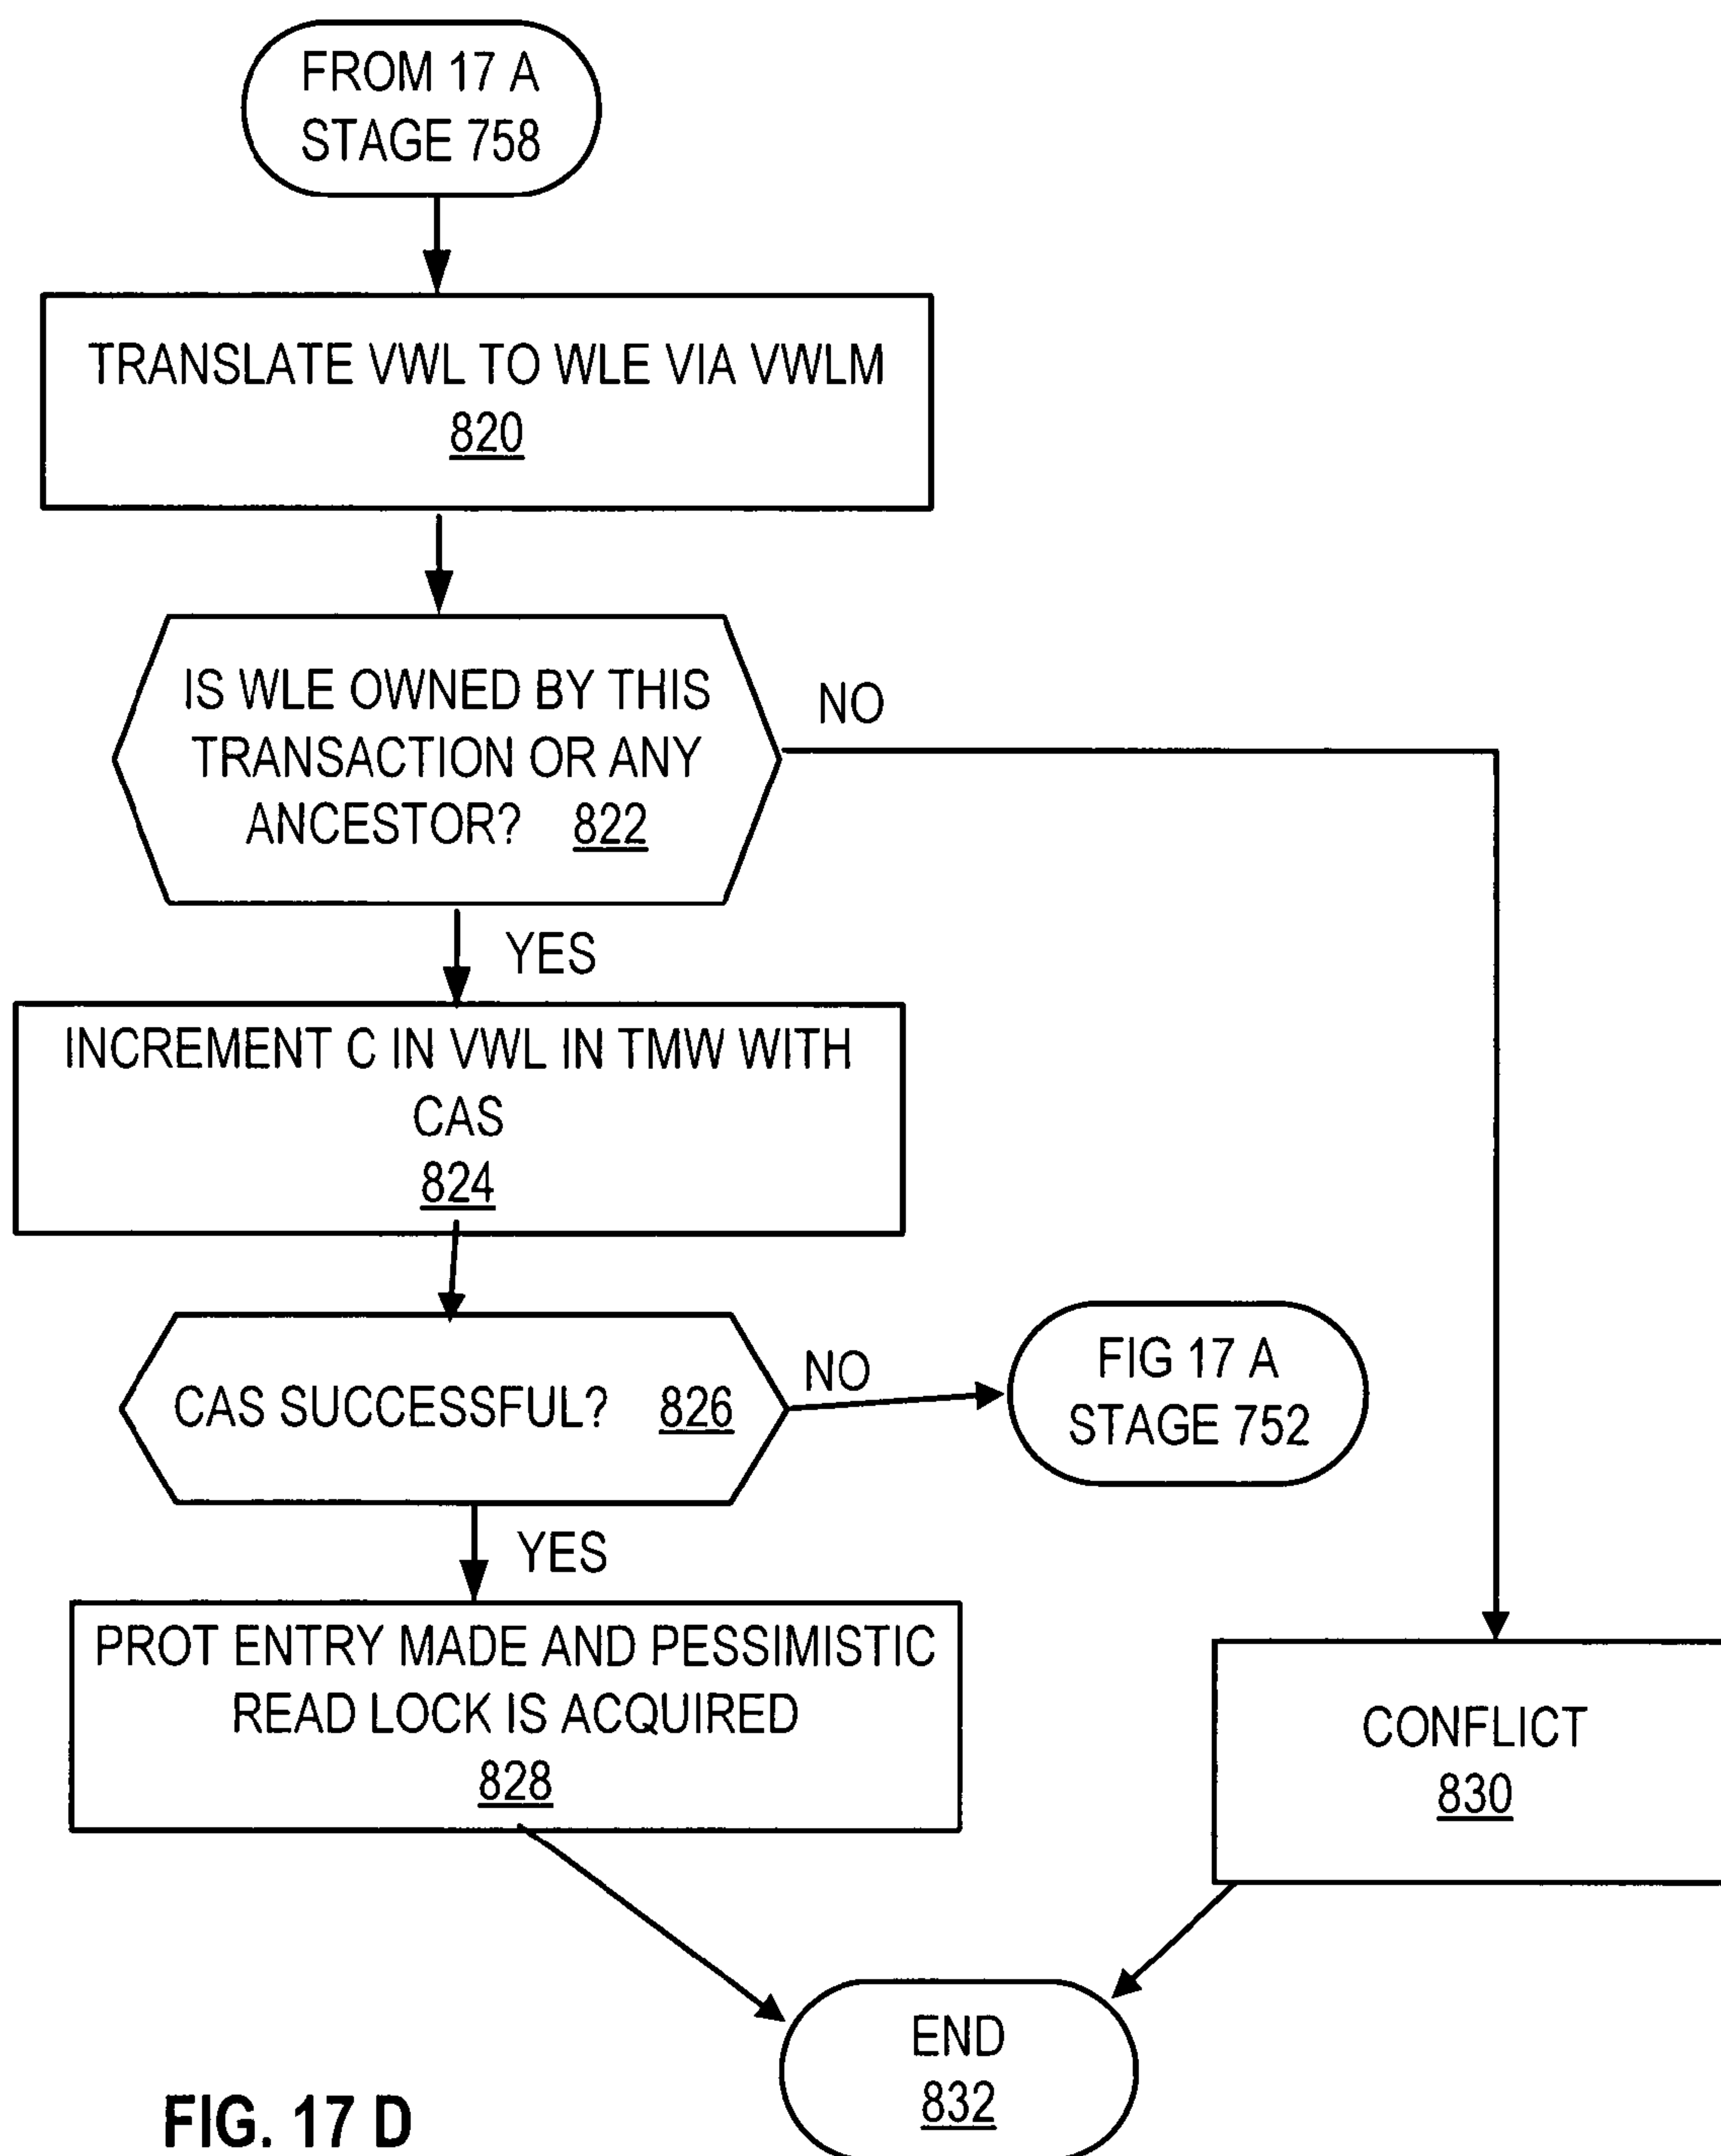 FROM 17 A
STAGE 758
TRANSLATE VWL TO WLE VIA VWLM
820
IS WLE OWNED BY THIS
TRANSACTION OR ANY
ANCESTOR? 822
NO
YES
INCREMENT C IN VWL IN TMW WITH
CAS
824
CAS SUCCESSFUL? 826
NO
FIG 17 A
STAGE 752
YES
PROT ENTRY MADE AND PESSIMISTIC
READ LOCK IS ACQUIRED
828
CONFLICT
830
END
832
FIG. 17 D